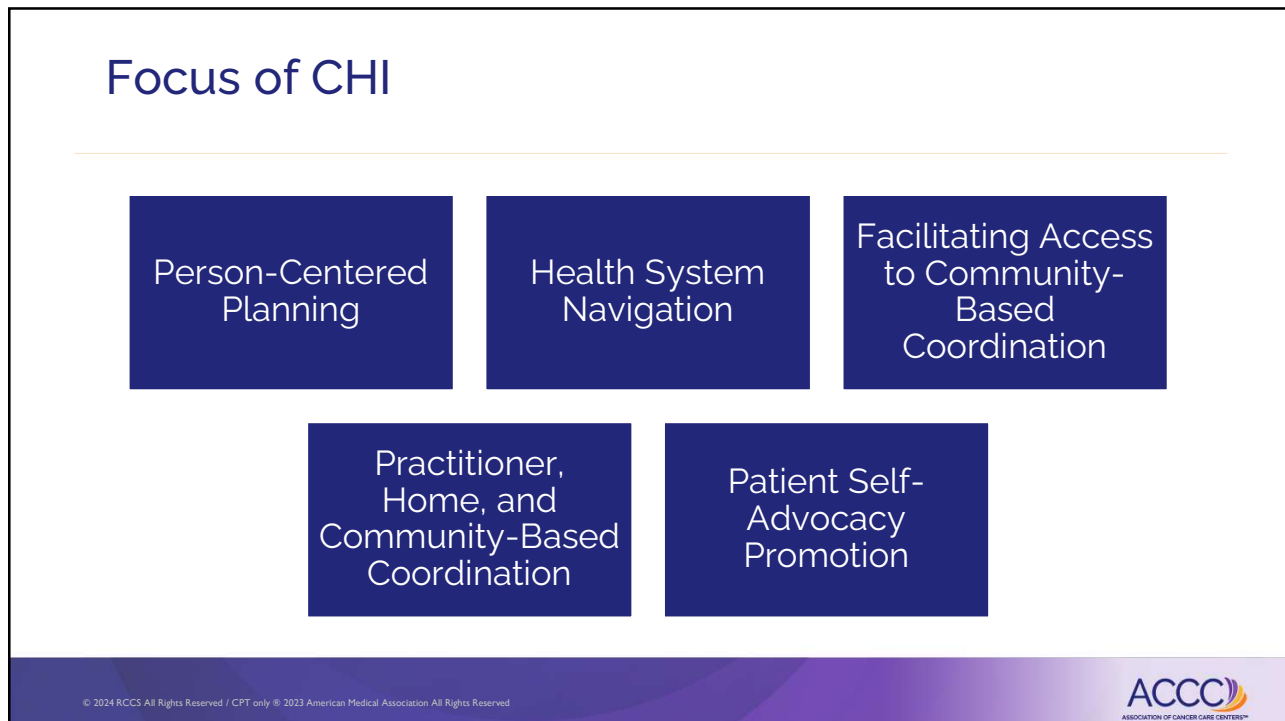 Focus of CHI
Person-Centered
Planning
Health System
Navigation
Facilitating Access
to Community-
Based
Coordination
Practitioner,
Home, and
Community-Based
Coordination
Patient Self-
Advocacy
Promotion
© 2024 RCCS All Rights Reserved / CPT only ® 2023 American Medical Association All Rights Reserved
ACCC
ASSOCIATION OF CANCER CARE CENTERS™